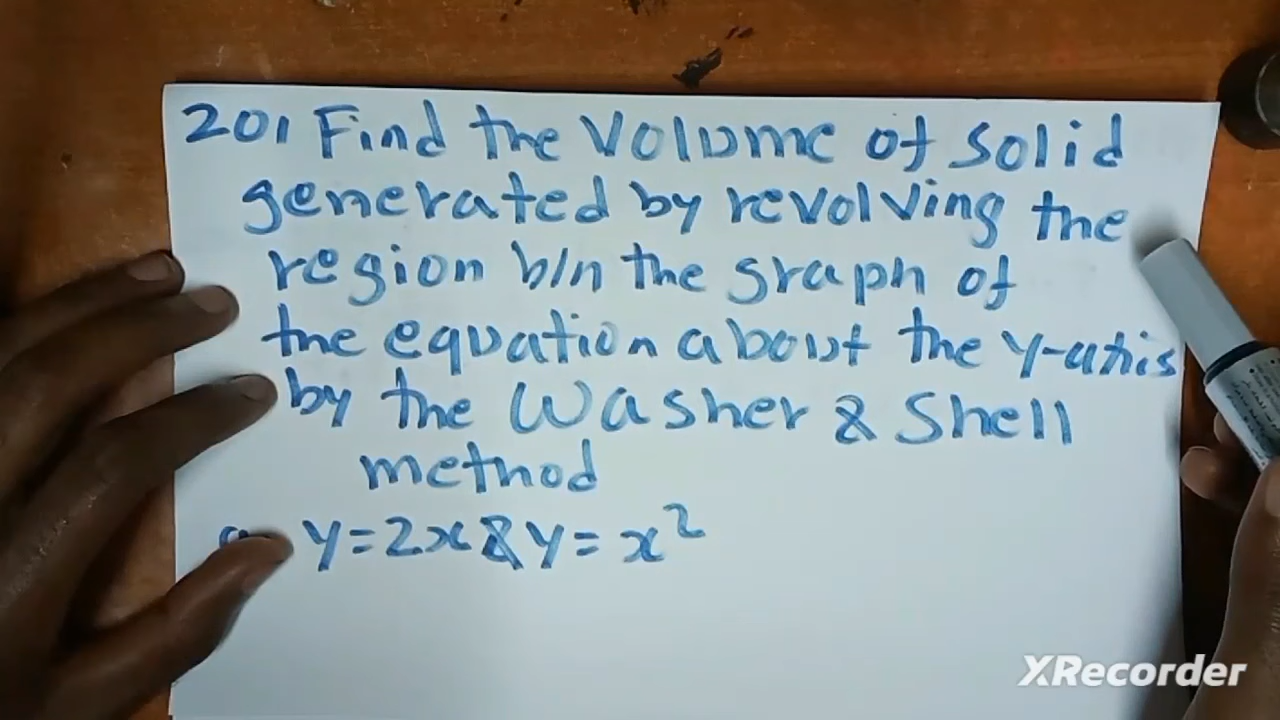 201 Find the Volume of solid
generated by revolving the
region b/n the graph of
the equation about the y-axis
by the Washer & Shell
method
y=2x & y=x²
XRecorder